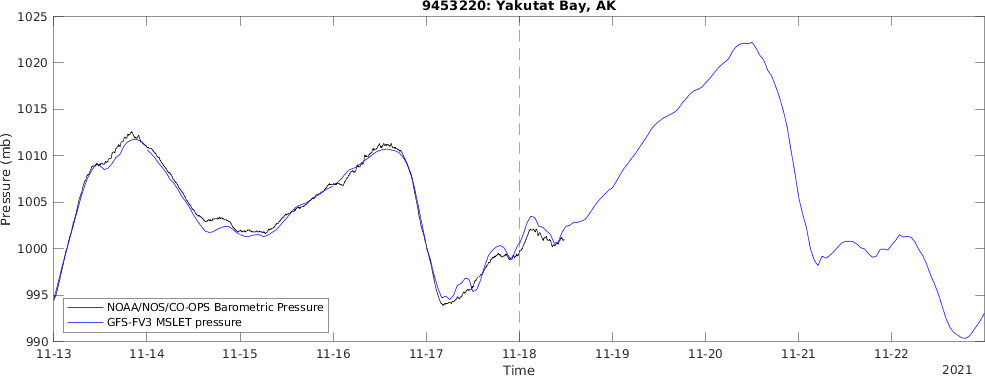 9453220: Yakutat Bay, AK
1025
1020
1015
1010
1005
1000
995
990
Pressure (mb)
NOAA/NOS/CO-OPS Barometric Pressure
GFS-FV3 MSLET pressure
11-13 11-14 11-15 11-16 11-17 11-18 11-19 11-20 11-21 11-22
Time
2021